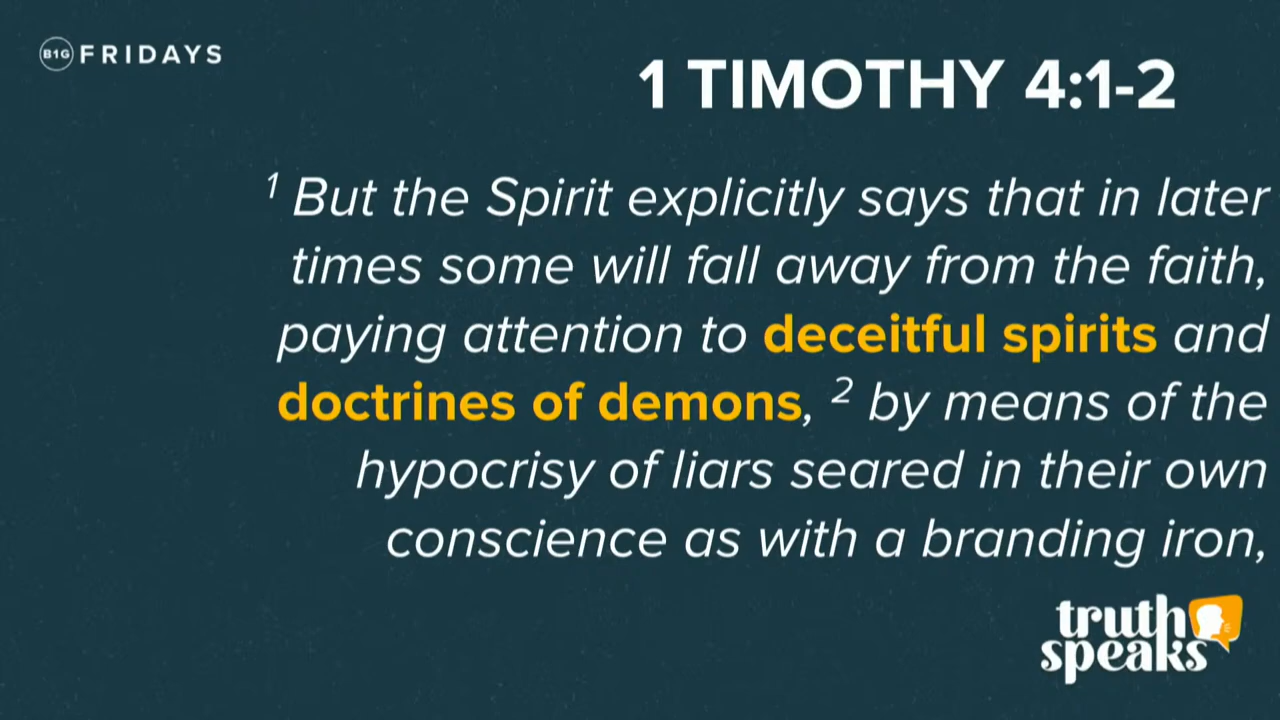 B1G FRIDAYS
1 TIMOTHY 4:1-2
1 But the Spirit explicitly says that in later
times some will fall away from the faith,
paying attention to deceitful spirits and
doctrines of demons, 2 by means of the
hypocrisy of liars seared in their own
conscience as with a branding iron,
truth
speaks